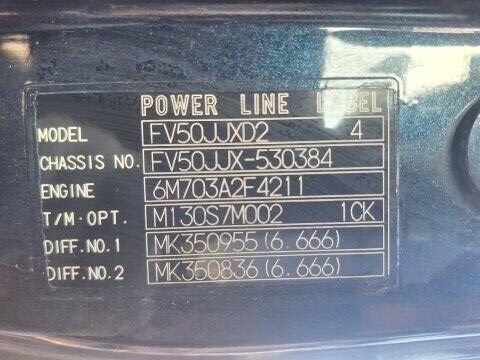 POWER LINE LABEL
MODEL FV50JJXD2 4
CHASSIS NO. FV50JJX-530384
ENGINE 6M703A2F4211
T/M·OPT. M130S7M002 1CK
DIFF.NO.1 MK350955(6.666)
DIFF.NO.2 MK350836(6.666)